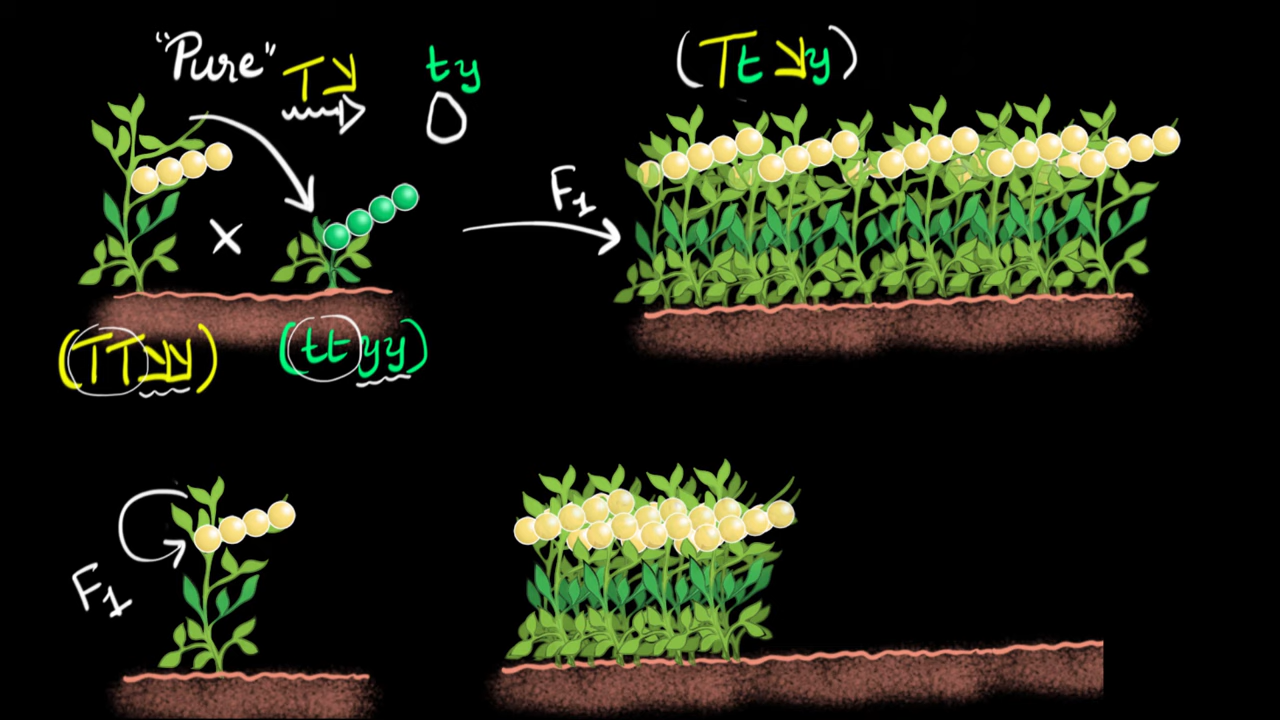 "Pure"
TY
ty
(TtYy)
F1
(TTYY)
(ttyy)
F1